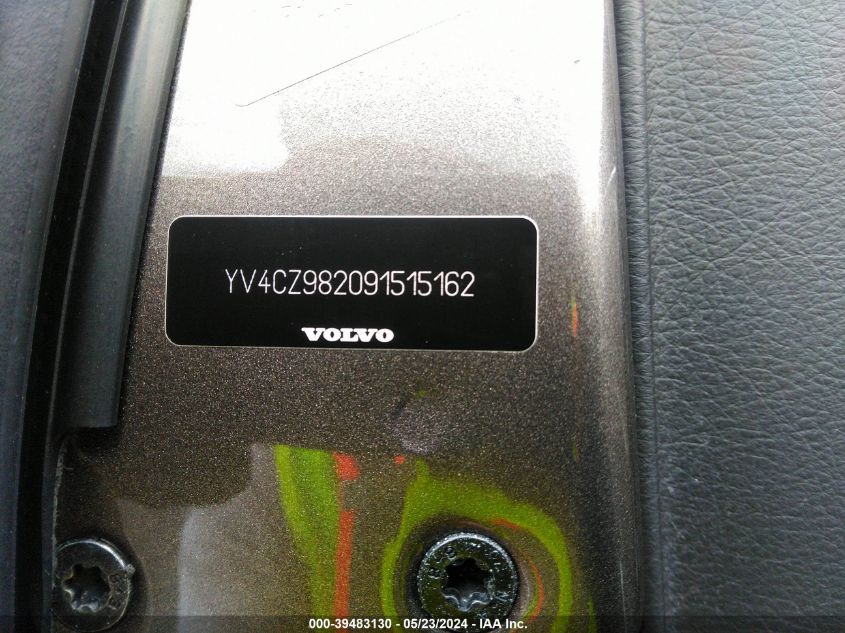 YV4CZ982091515162
VOLVO
000-39483130 - 05/23/2024 - IAA Inc.